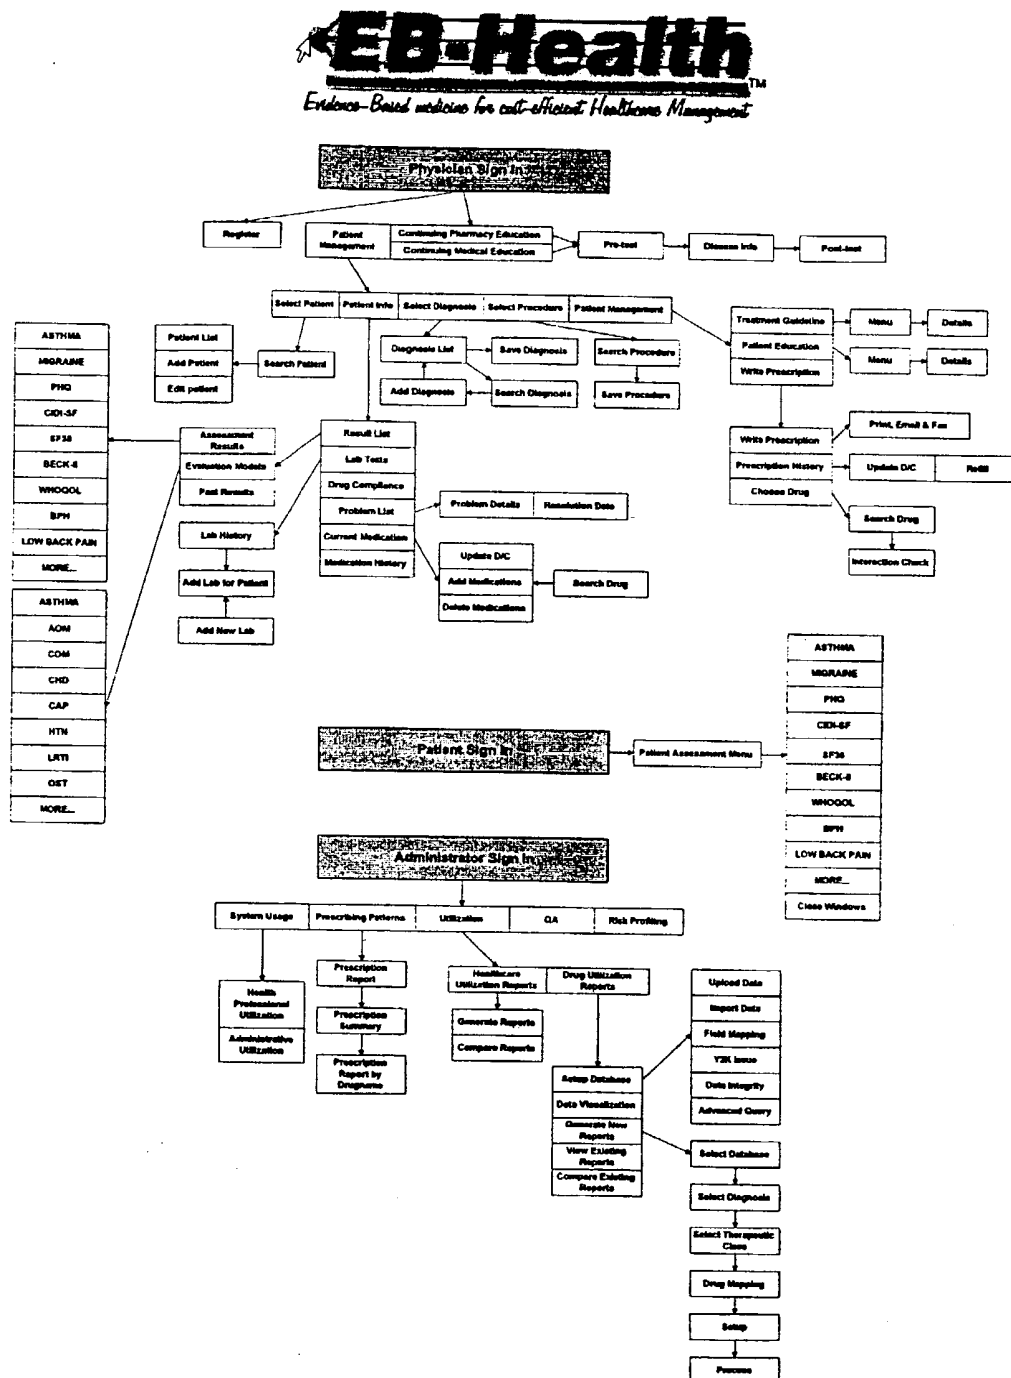 EB-Health
TM
Evidence-Based medicine for cost-efficient Healthcare Management
Physician Sign In
Register
Patient
Management
Continuing Pharmacy Education
Continuing Medical Education
Pre-test
Disease Info
Post-test
Select Patient
Patient Info
Select Diagnosis
Select Procedure
Patient Management
Treatment Guideline
Patient Education
Write Prescription
Menu
Details
Menu
Details
Patient List
Add Patient
Edit patient
Search Patient
Diagnosis List
Save Diagnosis
Add Diagnosis
Search Diagnosis
Search Procedure
Save Procedure
ASTHMA
MIGRAINE
PHQ
CIDI-SF
SF36
BECK-II
WHOQOL
BPH
LOW BACK PAIN
MORE...
Assessment
Results
Evaluation Models
Past Results
Result List
Lab Tests
Drug Compliance
Problem List
Current Medication
Medication History
Write Prescription
Prescription History
Choose Drug
Print, Email & Fax
Update D/C
Refill
Search Drug
Interaction Check
Problem Details
Resolution Date
Lab History
Add Lab for Patient
Add New Lab
Update D/C
Add Medications
Delete Medications
Search Drug
ASTHMA
AOM
COM
CHD
CAP
HTN
LRTI
OST
MORE...
Patient Sign In
Patient Assessment Menu
ASTHMA
MIGRAINE
PHQ
CIDI-SF
SF36
BECK-II
WHOQOL
BPH
LOW BACK PAIN
MORE...
Close Windows
Administrator Sign In
System Usage
Prescribing Patterns
Utilization
QA
Risk Profiling
Health
Professional
Utilization
Administrative
Utilization
Prescription
Report
Prescription
Summary
Prescription
Report by
Drugname
Healthcare
Utilization Reports
Drug Utilization
Reports
Generate Reports
Compare Reports
Setup Database
Data Visualization
Generate New
Reports
View Existing
Reports
Compare Existing
Reports
Upload Data
Import Data
Field Mapping
Y2K Issue
Data Integrity
Advanced Query
Select Database
Select Diagnosis
Select Therapeutic
Class
Drug Mapping
Setup
Process